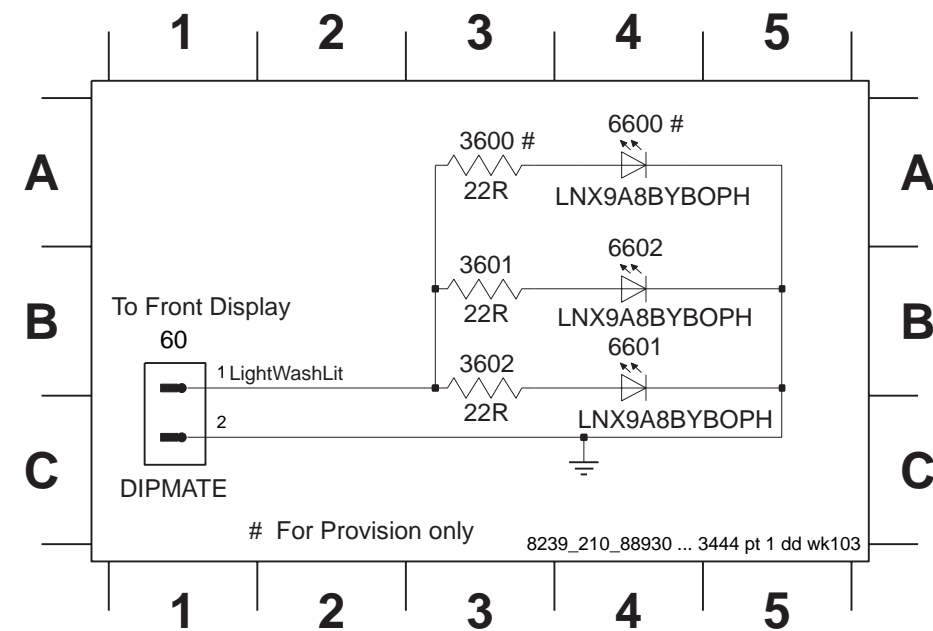 1 2 3 4 5
3600 # 6600 #
A A
22R LNX9A8BYBOPH
3601 6602
To Front Display
22R LNX9A8BYBOPH
B B
60 3602 6601
1 LightWashLit
22R LNX9A8BYBOPH
2
C C
DIPMATE
# For Provision only
8239_210_88930 ... 3444 pt 1 dd wk103
1 2 3 4 5